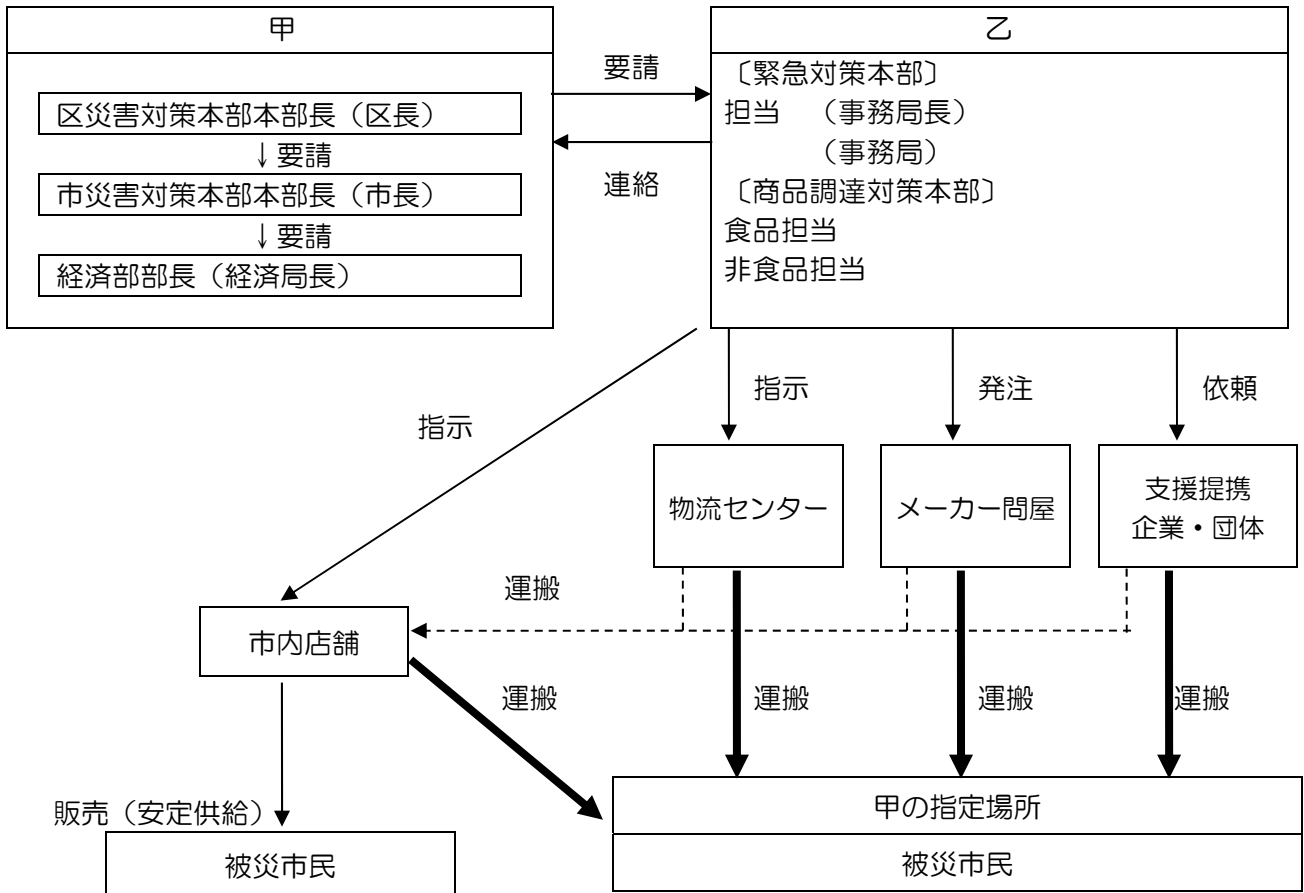 甲
区災害対策本部本部長（区長）
↓要請
市災害対策本部本部長（市長）
↓要請
経済部部長（経済局長）
要請
連絡
乙
〔緊急対策本部〕
担当　（事務局長）
（事務局）
〔商品調達対策本部〕
食品担当
非食品担当
指示
指示
発注
依頼
物流センター
メーカー問屋
支援提携
企業・団体
運搬
市内店舗
運搬
運搬
運搬
運搬
販売（安定供給）
被災市民
甲の指定場所
被災市民